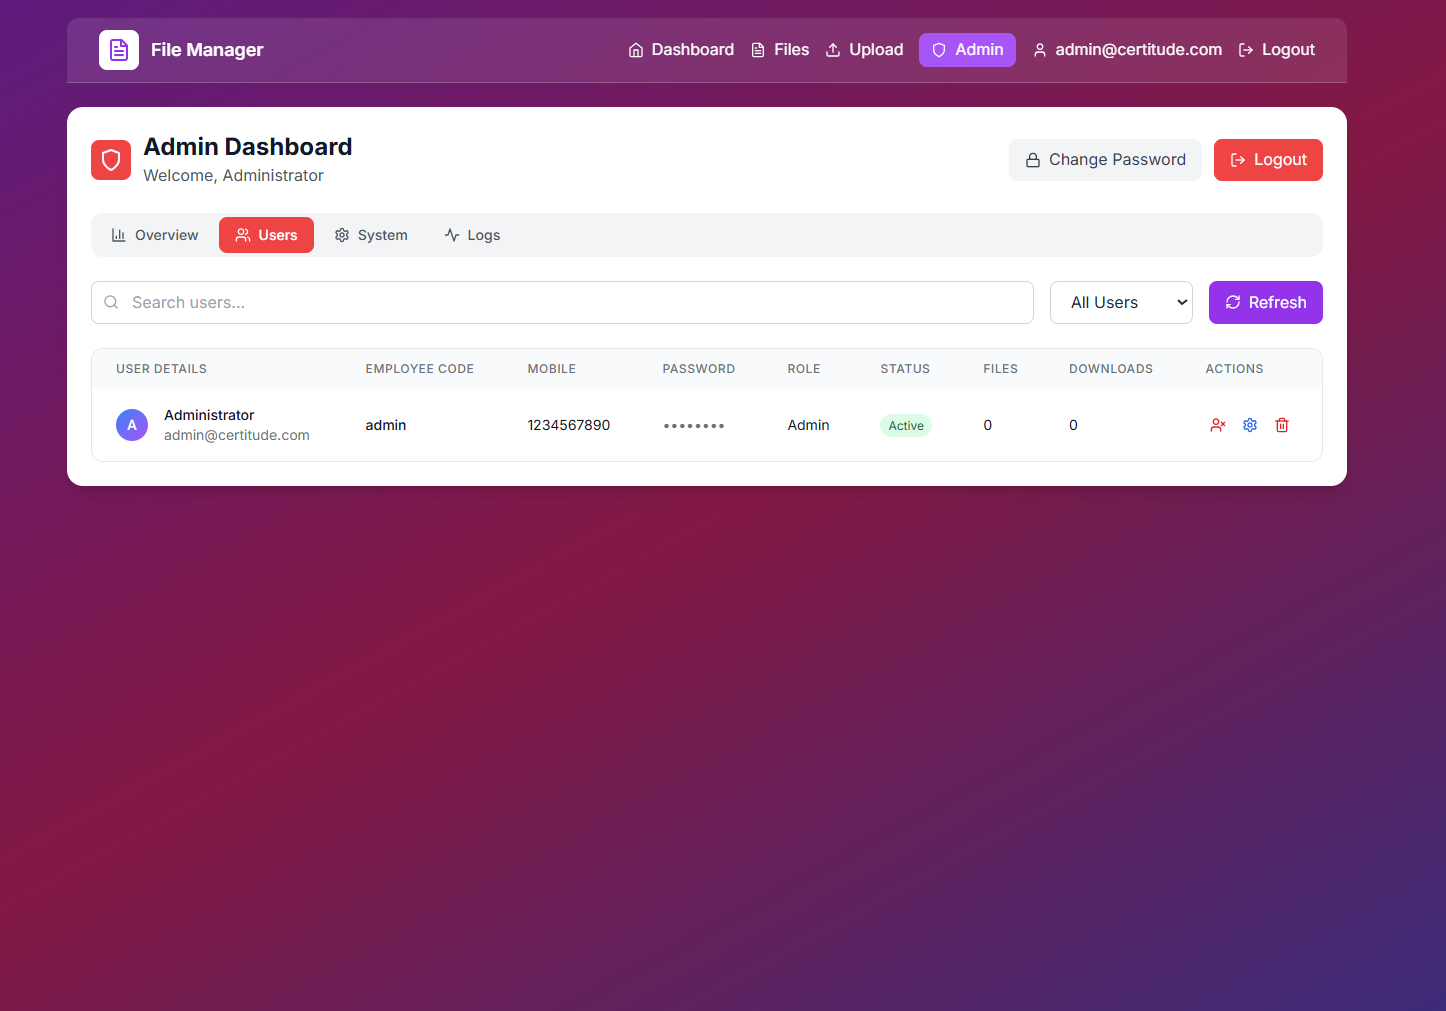 File Manager
Dashboard Files Upload Admin admin@certitude.com Logout
Admin Dashboard
Welcome, Administrator
Change Password Logout
Overview Users System Logs
Search users...
All Users
Refresh
USER DETAILS EMPLOYEE CODE MOBILE PASSWORD ROLE STATUS FILES DOWNLOADS ACTIONS
A Administrator
admin@certitude.com
admin 1234567890 •••••••• Admin Active 0 0